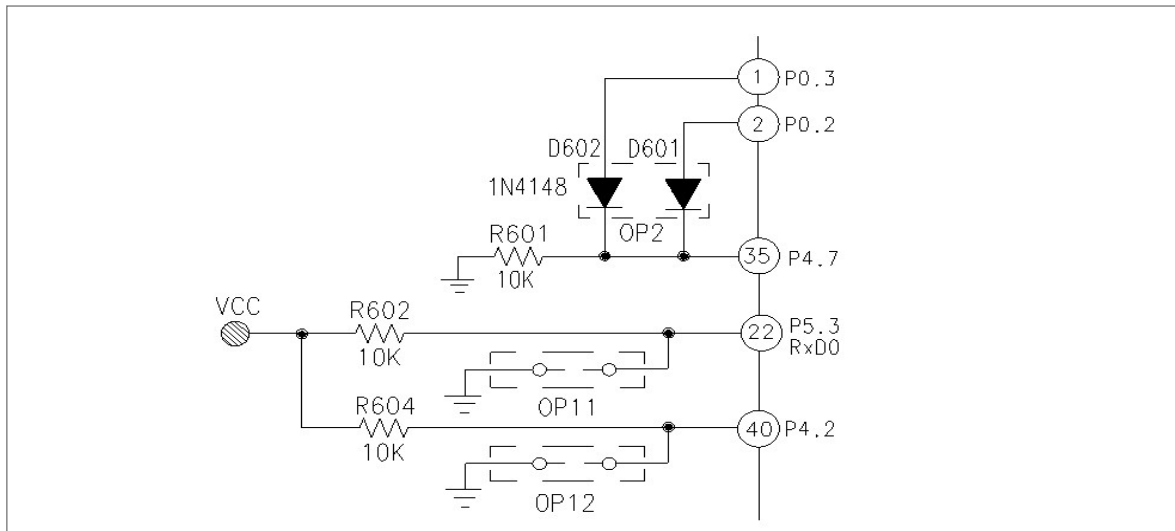 1 P0.3
2 P0.2
D602 D601
1N4148
OP2
R601
10K
35 P4.7
VCC
R602
10K
22 P5.3
RxD0
OP11
R604
10K
40 P4.2
OP12